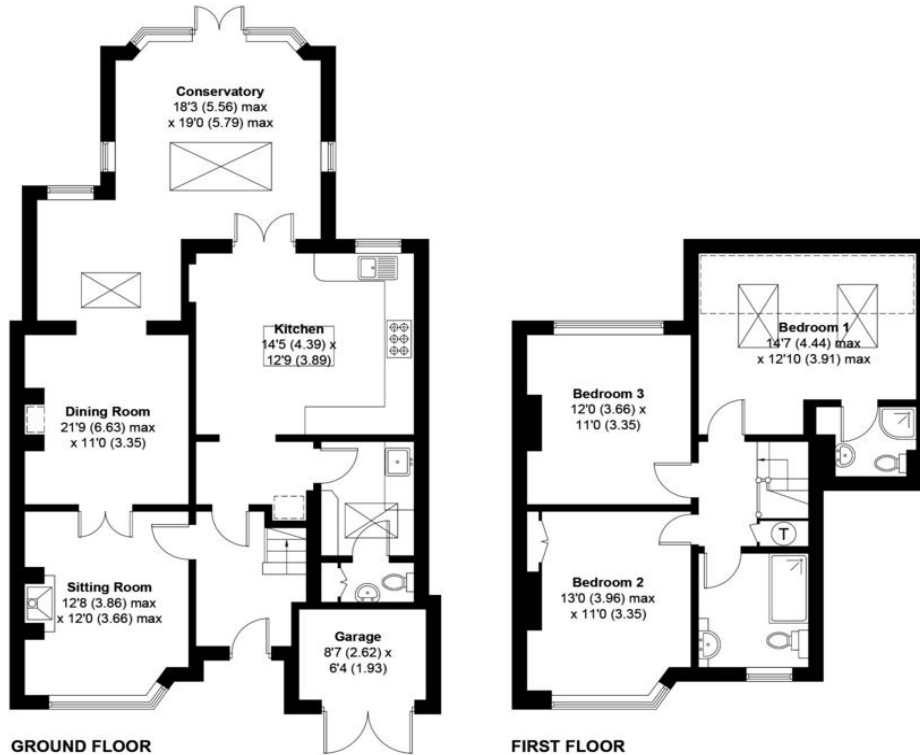 Conservatory
18'3 (5.56) max
x 19'0 (5.79) max
Kitchen
14'5 (4.39) x
12'9 (3.89)
Dining Room
21'9 (6.63) max
x 11'0 (3.35)
Sitting Room
12'8 (3.86) max
x 12'0 (3.66) max
Garage
8'7 (2.62) x
6'4 (1.93)
GROUND FLOOR
Bedroom 1
14'7 (4.44) max
x 12'10 (3.91) max
Bedroom 3
12'0 (3.66) x
11'0 (3.35)
T
Bedroom 2
13'0 (3.96) max
x 11'0 (3.35)
FIRST FLOOR